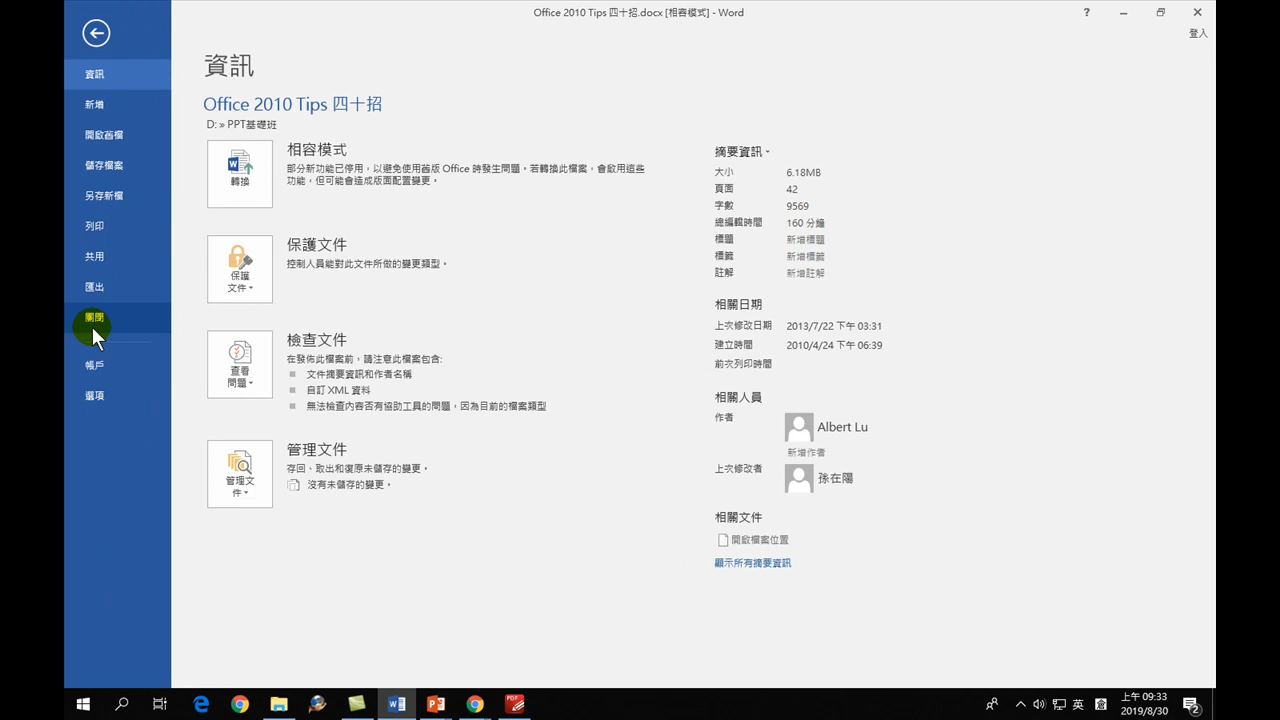 Office 2010 Tips 四十招.docx [相容模式] - Word
?
登入
資訊
新增
開啟舊檔
儲存檔案
另存新檔
列印
共用
匯出
關閉
帳戶
選項
資訊
Office 2010 Tips 四十招
D: » PPT基礎班
轉換
相容模式
部分新功能已停用，以避免使用舊版 Office 時發生問題。若轉換此檔案，會啟用這些
功能，但可能會造成版面配置變更。
保護
文件
保護文件
控制人員能對此文件所做的變更類型。
查看
問題
檢查文件
在發佈此檔案前，請注意此檔案包含:
文件摘要資訊和作者名稱
自訂 XML 資料
無法檢查內容否有協助工具的問題，因為目前的檔案類型
管理文
件
管理文件
存回、取出和復原未儲存的變更。
沒有未儲存的變更。
摘要資訊
大小 6.18MB
頁面 42
字數 9569
總編輯時間 160 分鐘
標題 新增標題
標籤 新增標籤
註解 新增註解
相關日期
上次修改日期 2013/7/22 下午 03:31
建立時間 2010/4/24 下午 06:39
前次列印時間
相關人員
作者 Albert Lu
新增作者
上次修改者 孫在陽
相關文件
開啟檔案位置
顯示所有摘要資訊
PDF
英
上午 09:33
2019/8/30
2